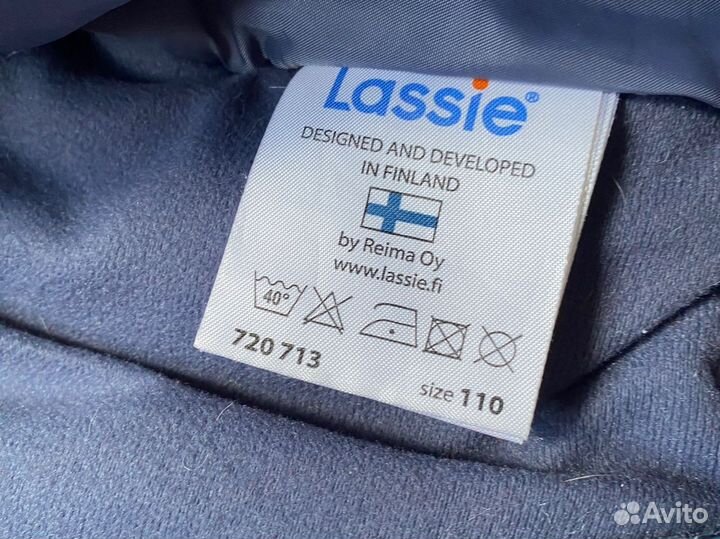 Lassie®
DESIGNED AND DEVELOPED
IN FINLAND
by Reima Oy
www.lassie.fi
40°
720 713
size 110
Avito